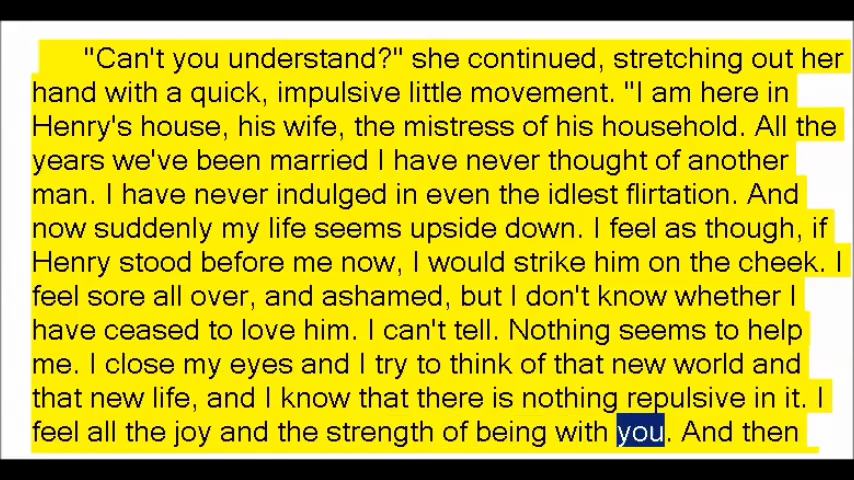 "Can't you understand?" she continued, stretching out her
hand with a quick, impulsive little movement. "I am here in
Henry's house, his wife, the mistress of his household. All the
years we've been married I have never thought of another
man. I have never indulged in even the idlest flirtation. And
now suddenly my life seems upside down. I feel as though, if
Henry stood before me now, I would strike him on the cheek. I
feel sore all over, and ashamed, but I don't know whether I
have ceased to love him. I can't tell. Nothing seems to help
me. I close my eyes and I try to think of that new world and
that new life, and I know that there is nothing repulsive in it. I
feel all the joy and the strength of being with you. And then